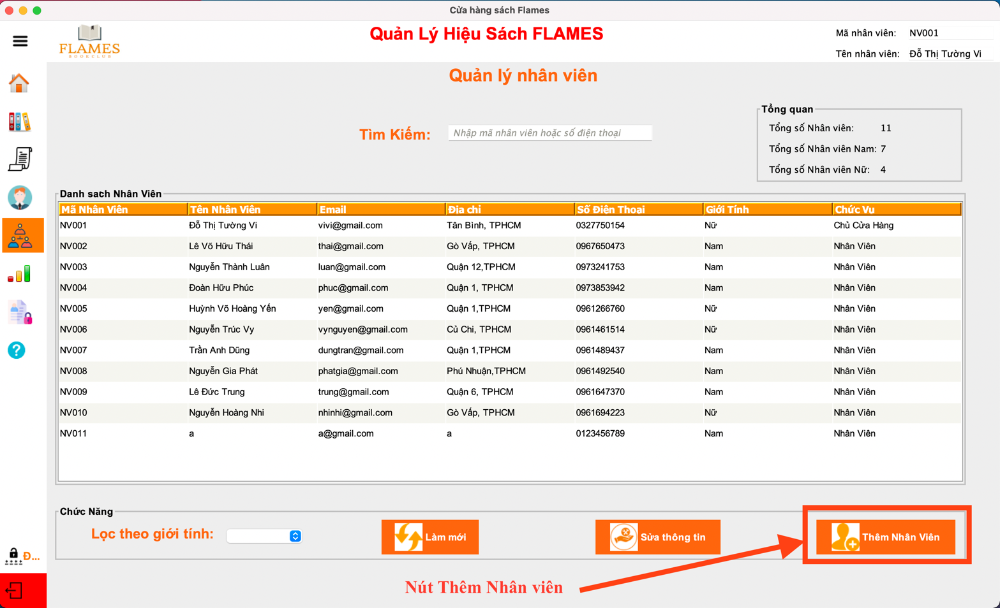 Cửa hàng sách Flames
FLAMES
BOOKCLUB
Quản Lý Hiệu Sách FLAMES
Mã nhân viên: NV001
Tên nhân viên: Đỗ Thị Tường Vi
Quản lý nhân viên
Tìm Kiếm: Nhập mã nhân viên hoặc số điện thoại
Tổng quan
Tổng số Nhân viên: 11
Tổng số Nhân viên Nam: 7
Tổng số Nhân viên Nữ: 4
Danh sach Nhân Viên
Mã Nhân Viên Tên Nhân Viên Email Địa chỉ Số Điện Thoại Giới Tính Chức Vụ
NV001 Đỗ Thị Tường Vi vivi@gmail.com Tân Bình, TPHCM 0327750154 Nữ Chủ Cửa Hàng
NV002 Lê Võ Hữu Thái thai@gmail.com Gò Vấp, TPHCM 0967650473 Nam Nhân Viên
NV003 Nguyễn Thành Luân luan@gmail.com Quận 12,TPHCM 0973241753 Nam Nhân Viên
NV004 Đoàn Hữu Phúc phuc@gmail.com Quận 1, TPHCM 0973853942 Nam Nhân Viên
NV005 Huỳnh Võ Hoàng Yến yen@gmail.com Quận 1,TPHCM 0961266760 Nữ Nhân Viên
NV006 Nguyễn Trúc Vy vynguyen@gmail.com Củ Chi, TPHCM 0961461514 Nữ Nhân Viên
NV007 Trần Anh Dũng dungtran@gmail.com Quận 1,TPHCM 0961489437 Nam Nhân Viên
NV008 Nguyễn Gia Phát phatgia@gmail.com Phú Nhuận,TPHCM 0961492540 Nam Nhân Viên
NV009 Lê Đức Trung trung@gmail.com Quận 6, TPHCM 0961647370 Nam Nhân Viên
NV010 Nguyễn Hoàng Nhi nhinhi@gmail.com Gò Vấp, TPHCM 0961694223 Nữ Nhân Viên
NV011 a a@gmail.com a 0123456789 Nam Nhân Viên
Chức Năng
Lọc theo giới tính: Làm mới Sửa thông tin Thêm Nhân Viên
Đ...
Nút Thêm Nhân viên